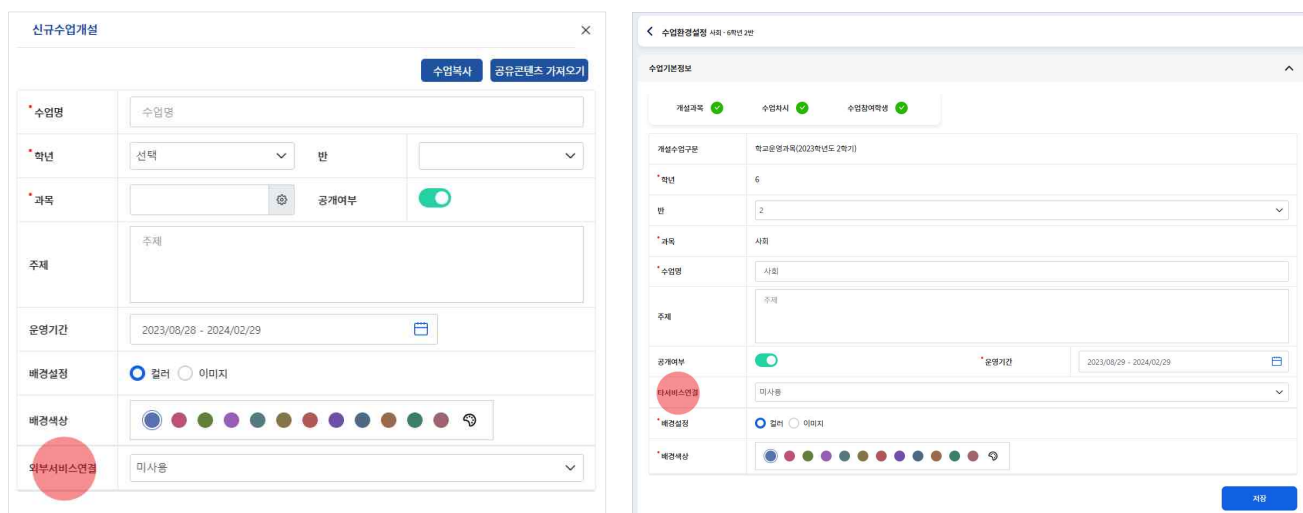 신규수업개설
수업복사 공유콘텐츠 가져오기
*수업명 수업명
*학년 선택 반
*과목 공개여부
주제 주제
운영기간 2023/08/28 - 2024/02/29
배경설정 컬러 이미지
배경색상
외부서비스연결 미사용
수업환경설정 사회 - 6학년 2반
수업기본정보
개설과목 수업차시 수업참여학생
개설수업구분 학교운영과목(2023학년도 2학기)
*학년 6
반 2
*과목 사회
*수업명 사회
주제 주제
공개여부 *운영기간 2023/08/29 - 2024/02/29
타서비스연결 미사용
*배경설정 컬러 이미지
*배경색상
저장